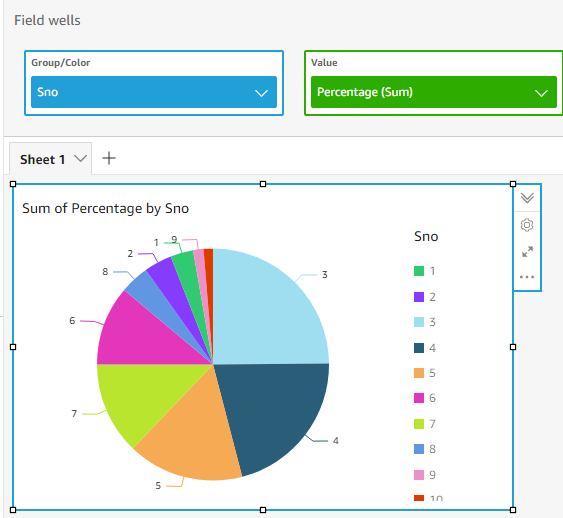 Field wells
Group/Color
Value
Sno
Percentage (Sum)
Sheet 1
Sum of Percentage by Sno
9
1
2
8
3
6
7
4
5
Sno
1
2
3
4
5
6
7
8
9
10